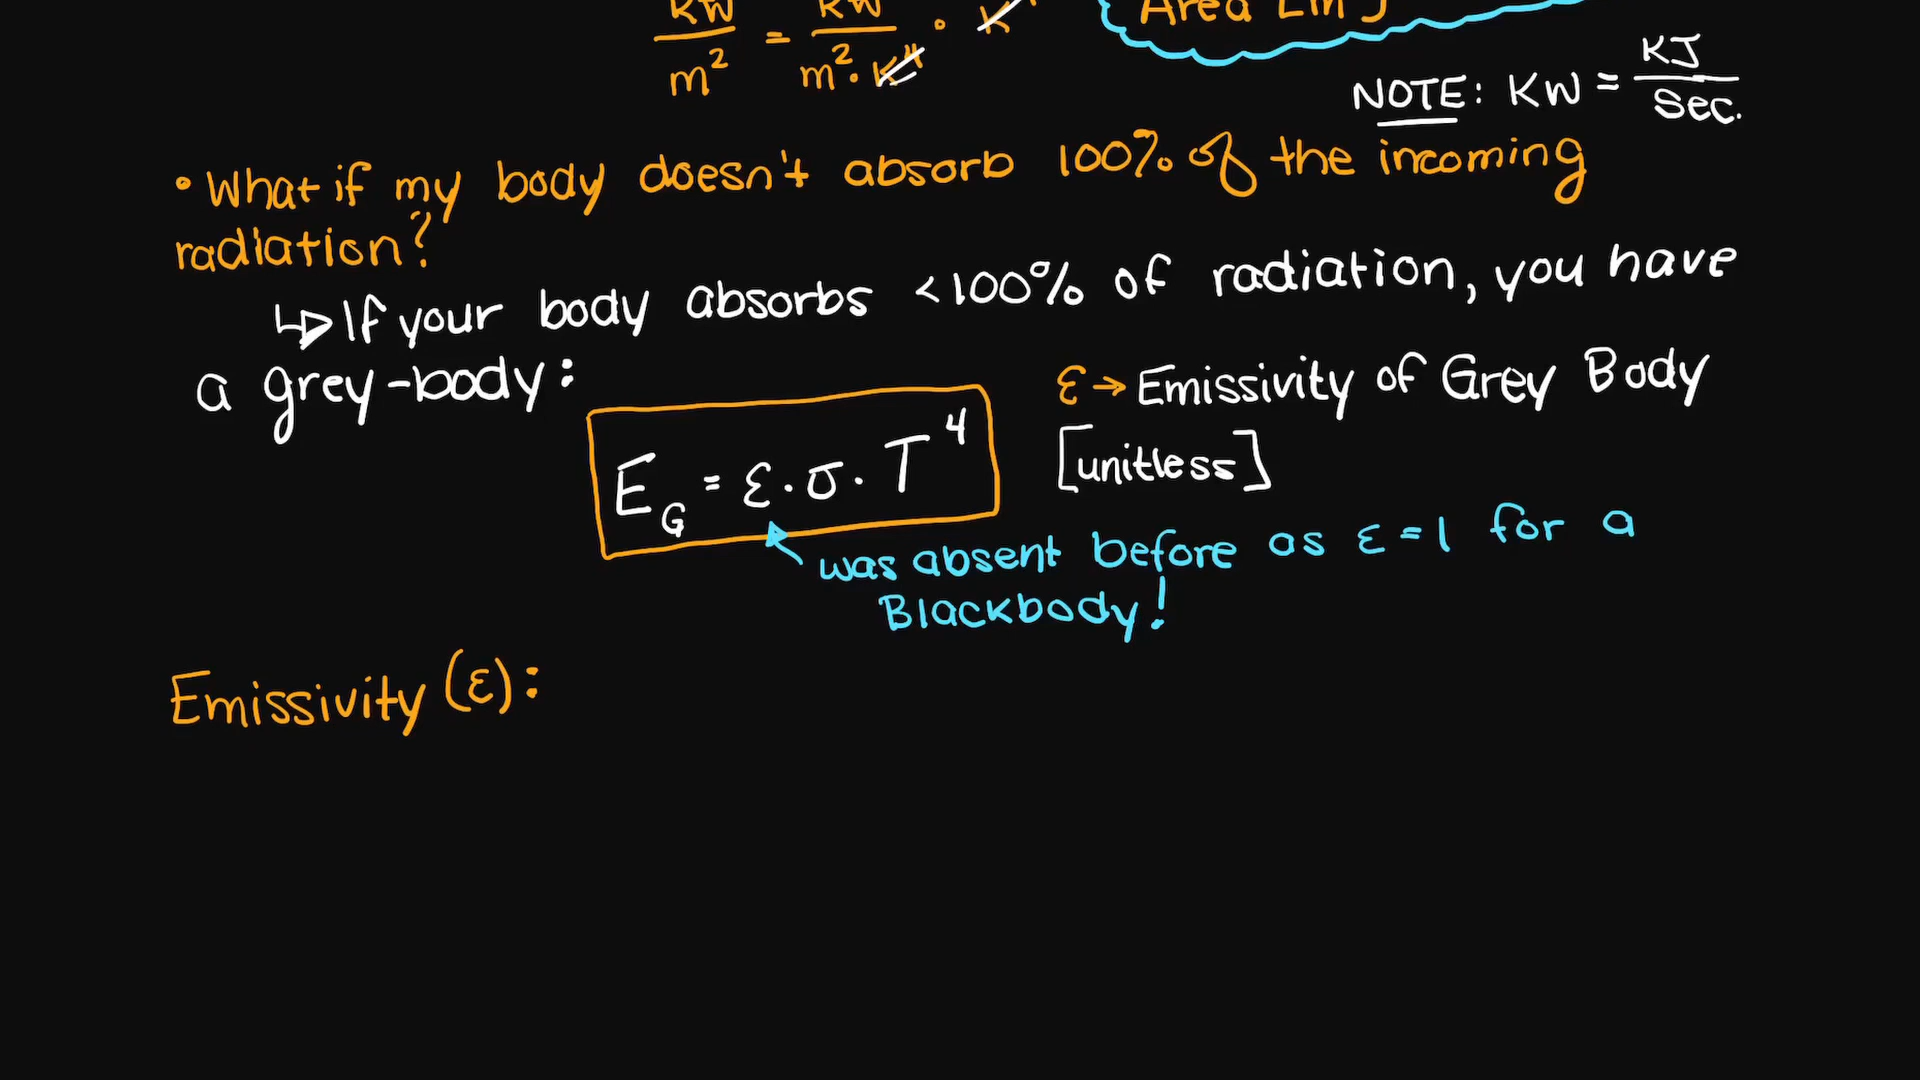 KW/m² = KW/m²·K⁴ · K⁴
Area [m²]
NOTE: KW = KJ/Sec.
• What if my body doesn't absorb 100% of the incoming
radiation?
↳ If your body absorbs <100% of radiation, you have
a grey-body:
E_G = ε·σ·T⁴
ε → Emissivity of Grey Body
[unitless]
was absent before as ε = 1 for a
Blackbody!
Emissivity (ε):